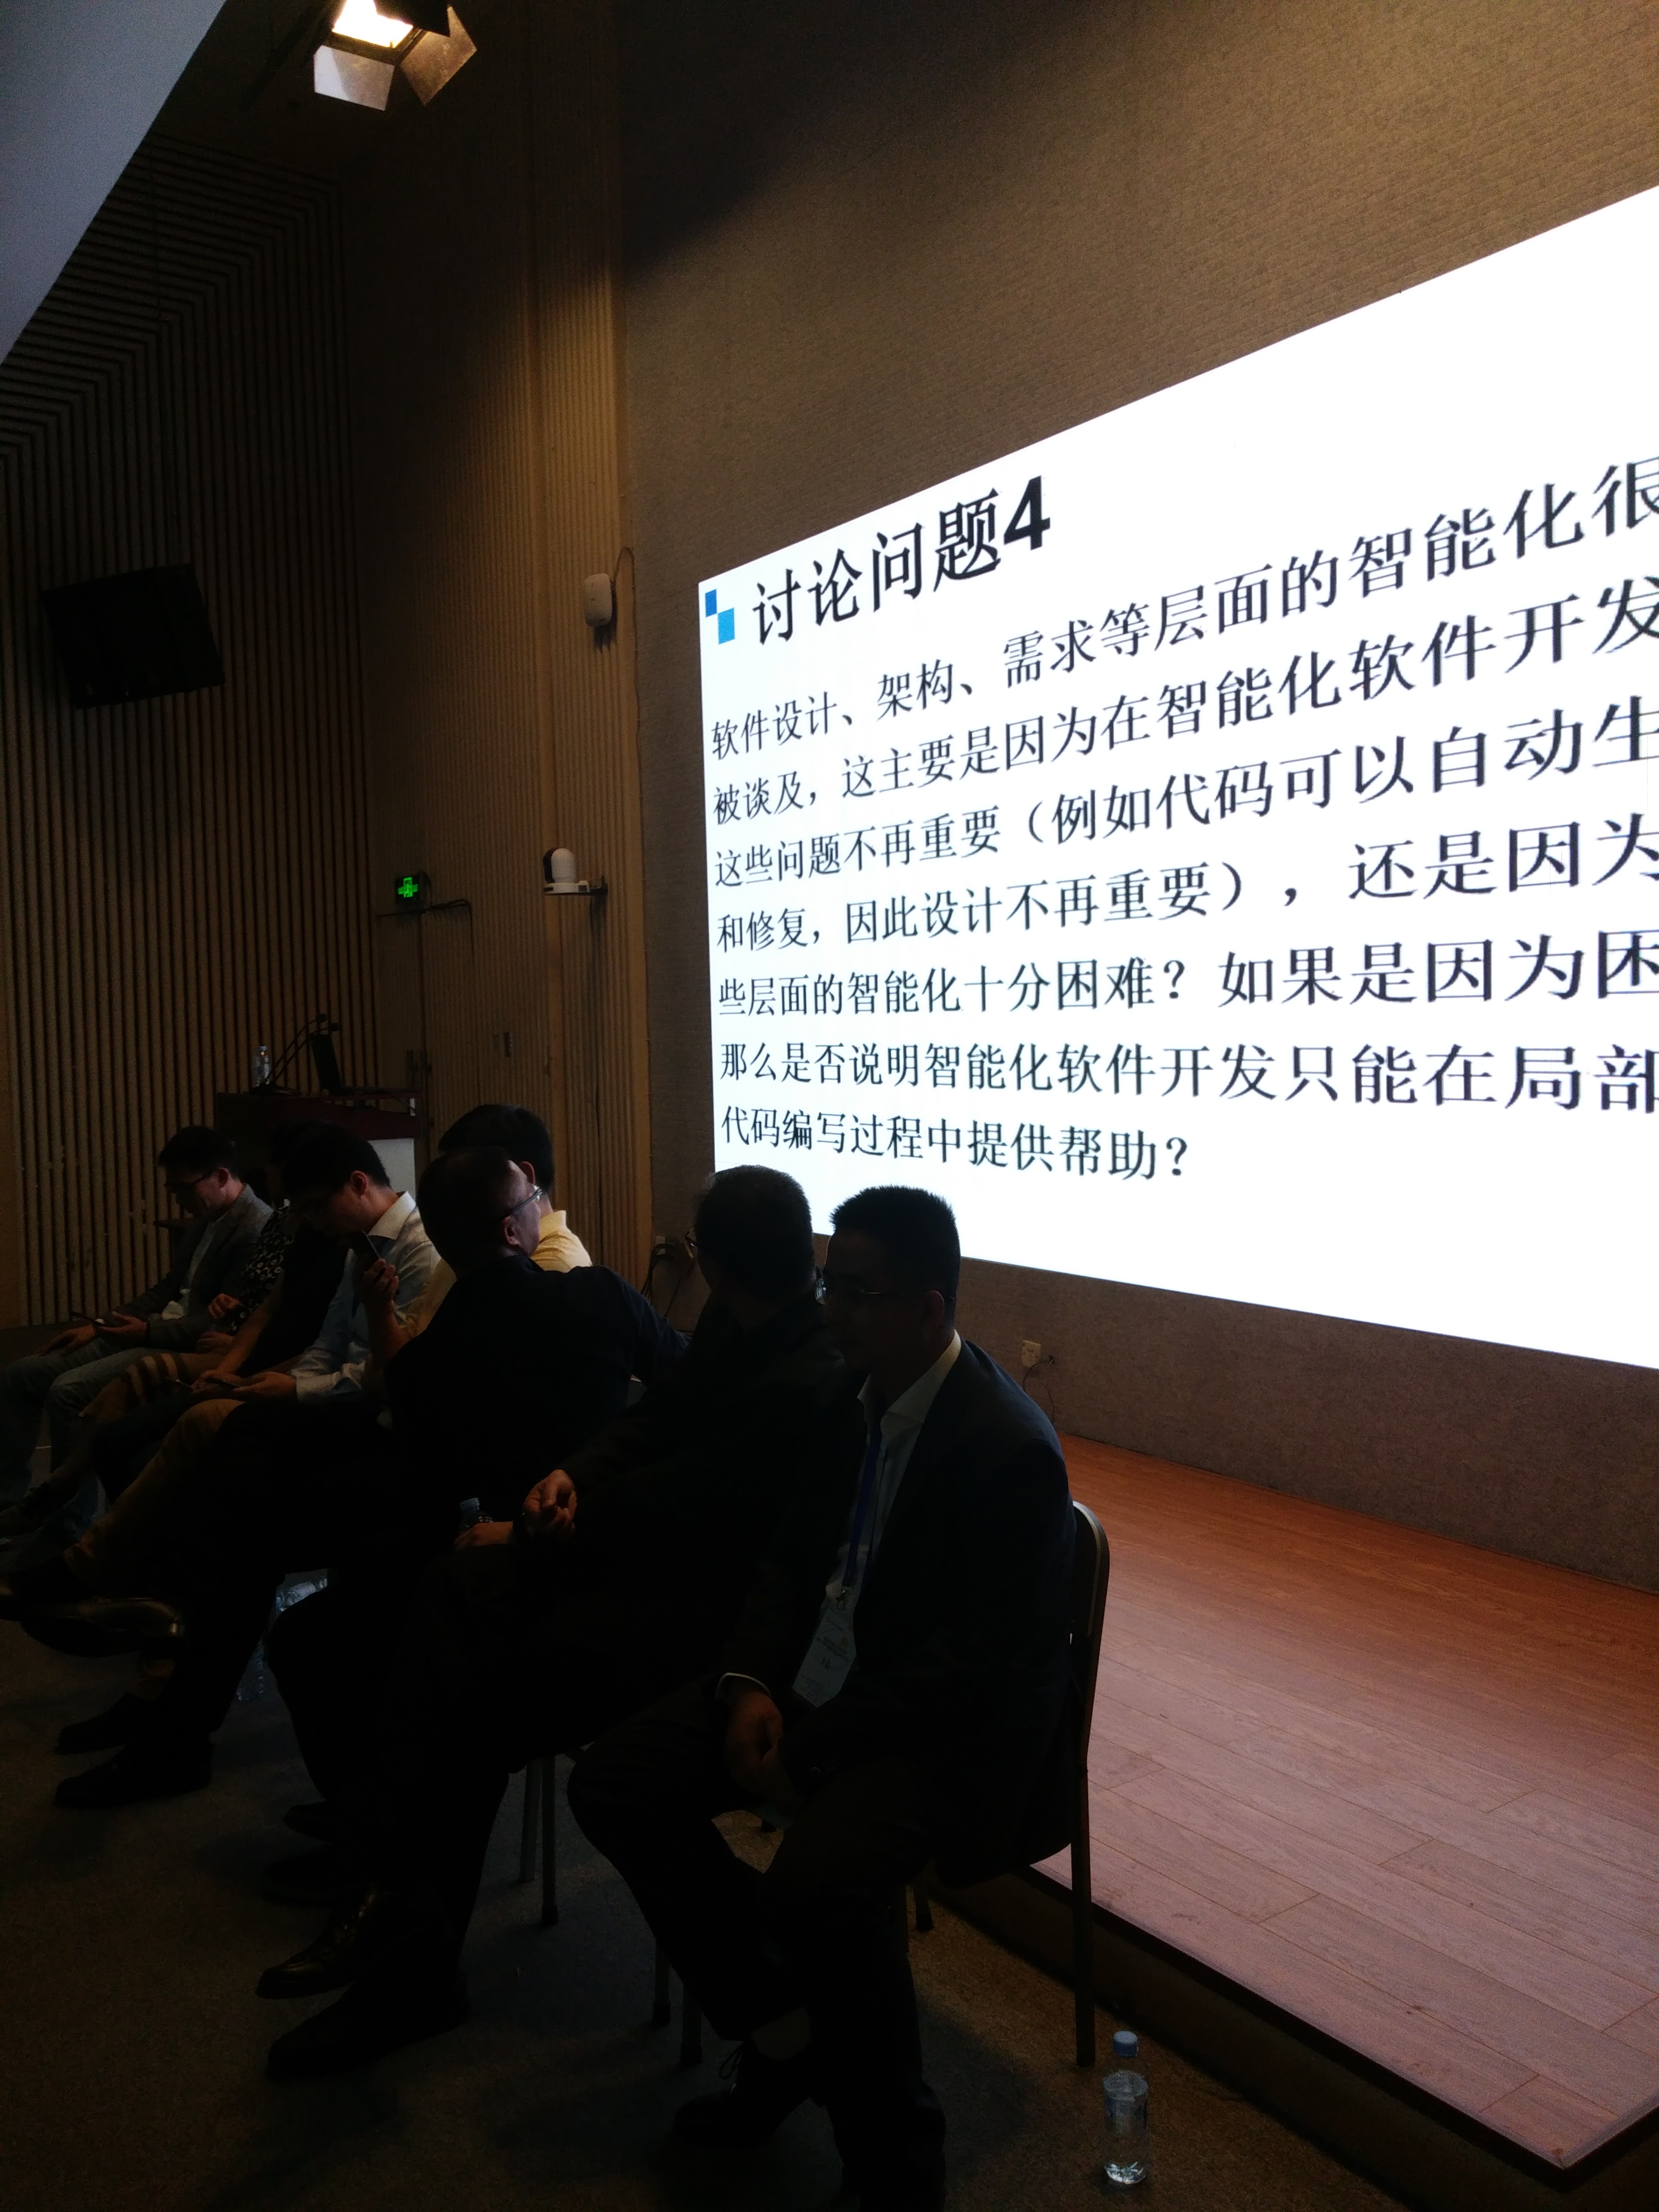 讨论问题4
软件设计、架构、需求等层面的智能化很
被谈及，这主要是因为在智能化软件开发
这些问题不再重要（例如代码可以自动生
和修复，因此设计不再重要），还是因为
些层面的智能化十分困难？如果是因为困
那么是否说明智能化软件开发只能在局部
代码编写过程中提供帮助？